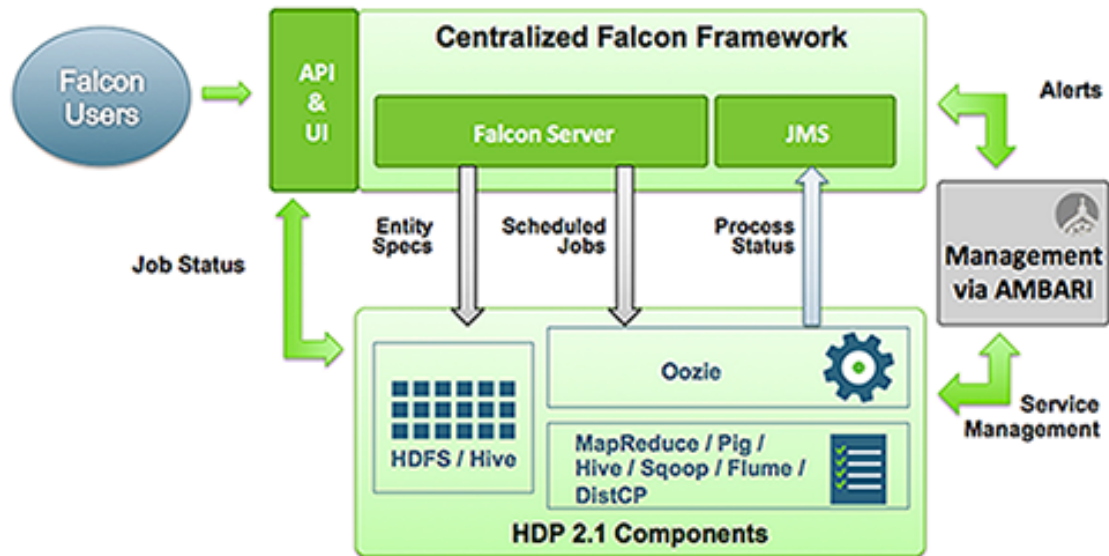 Centralized Falcon Framework
Falcon
Users
API
&
UI
Falcon Server
JMS
Alerts
Entity
Specs
Scheduled
Jobs
Process
Status
Job Status
Management
via AMBARI
Oozie
HDFS / Hive
MapReduce / Pig /
Hive / Sqoop / Flume /
DistCP
Service
Management
HDP 2.1 Components